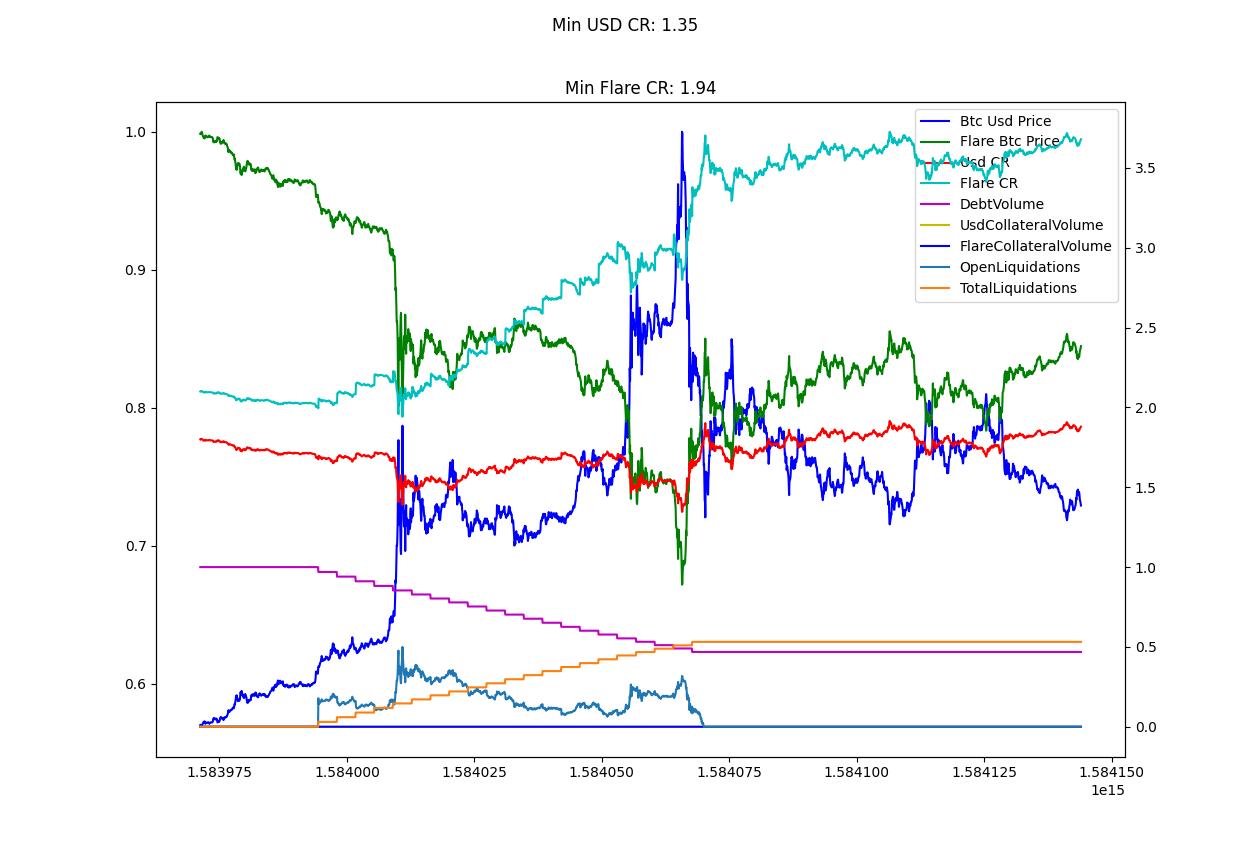 Min USD CR: 1.35
Min Flare CR: 1.94
1.0
0.9
0.8
0.7
0.6
3.5
3.0
2.5
2.0
1.5
1.0
0.5
0.0
Btc Usd Price
Flare Btc Price
Usd CR
Flare CR
DebtVolume
UsdCollateralVolume
FlareCollateralVolume
OpenLiquidations
TotalLiquidations
1.583975 1.584000 1.584025 1.584050 1.584075 1.584100 1.584125 1.584150
1e15